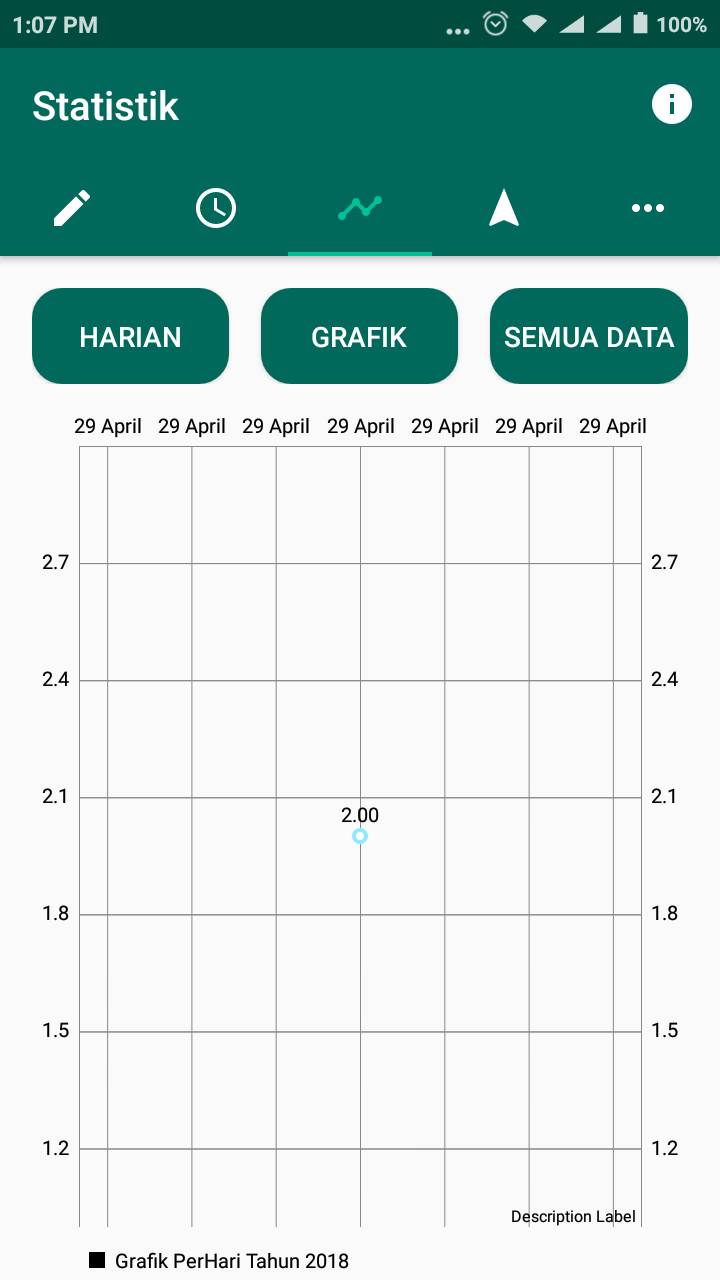 1:07 PM 100%
Statistik
HARIAN GRAFIK SEMUA DATA
29 April 29 April 29 April 29 April 29 April 29 April 29 April
2.7 2.7
2.4 2.4
2.1 2.1
2.00
1.8 1.8
1.5 1.5
1.2 1.2
Description Label
Grafik PerHari Tahun 2018